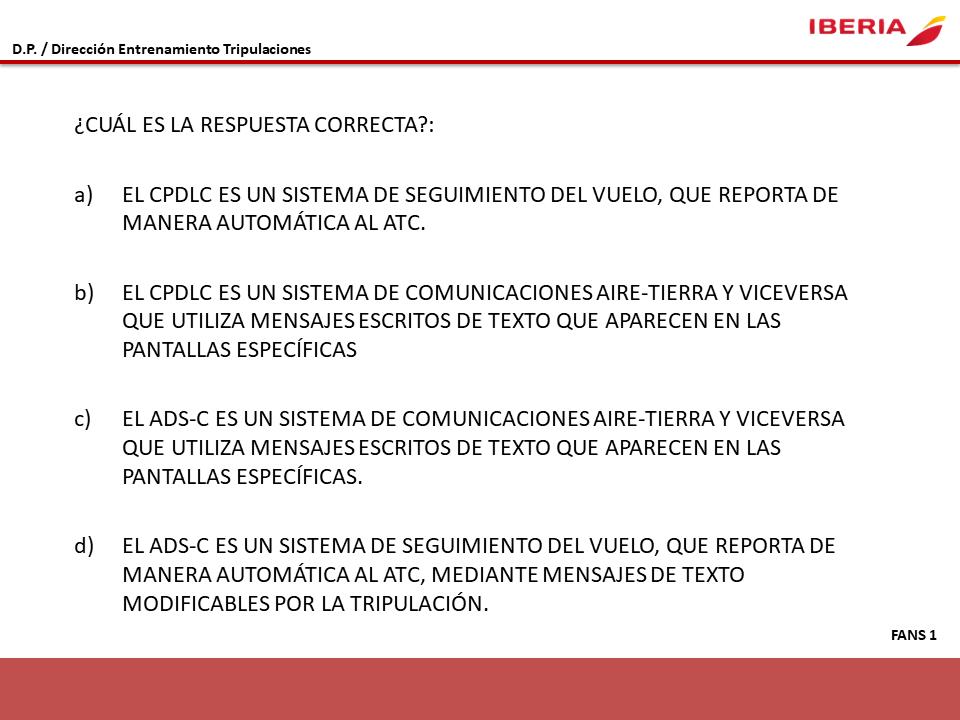 IBERIA
D.P. / Dirección Entrenamiento Tripulaciones
¿CUÁL ES LA RESPUESTA CORRECTA?:
a) EL CPDLC ES UN SISTEMA DE SEGUIMIENTO DEL VUELO, QUE REPORTA DE
MANERA AUTOMÁTICA AL ATC.
b) EL CPDLC ES UN SISTEMA DE COMUNICACIONES AIRE-TIERRA Y VICEVERSA
QUE UTILIZA MENSAJES ESCRITOS DE TEXTO QUE APARECEN EN LAS
PANTALLAS ESPECÍFICAS
c) EL ADS-C ES UN SISTEMA DE COMUNICACIONES AIRE-TIERRA Y VICEVERSA
QUE UTILIZA MENSAJES ESCRITOS DE TEXTO QUE APARECEN EN LAS
PANTALLAS ESPECÍFICAS.
d) EL ADS-C ES UN SISTEMA DE SEGUIMIENTO DEL VUELO, QUE REPORTA DE
MANERA AUTOMÁTICA AL ATC, MEDIANTE MENSAJES DE TEXTO
MODIFICABLES POR LA TRIPULACIÓN.
FANS 1